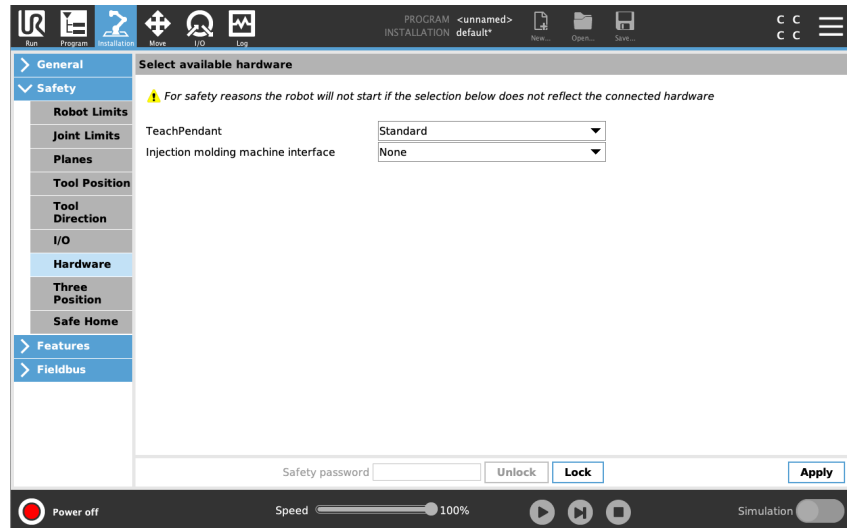 UR
Run
Program
Installation
Move
I/O
Log
PROGRAM <unnamed>
INSTALLATION default*
New...
Open...
Save...
C C
C C
General
Safety
Robot Limits
Joint Limits
Planes
Tool Position
Tool
Direction
I/O
Hardware
Three
Position
Safe Home
Features
Fieldbus
Select available hardware
For safety reasons the robot will not start if the selection below does not reflect the connected hardware
TeachPendant Standard
Injection molding machine interface None
Safety password Unlock Lock Apply
Power off Speed 100% Simulation